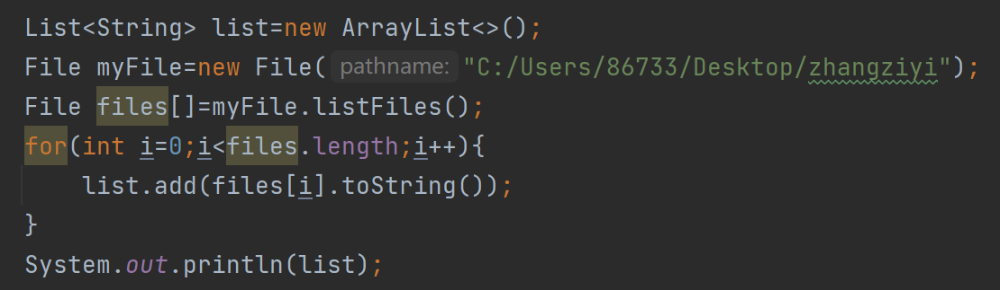 List<String> list=new ArrayList<>();
File myFile=new File( pathname: "C:/Users/86733/Desktop/zhangziyi");
File files[]=myFile.listFiles();
for(int i=0;i<files.length;i++){
    list.add(files[i].toString());
}
System.out.println(list);